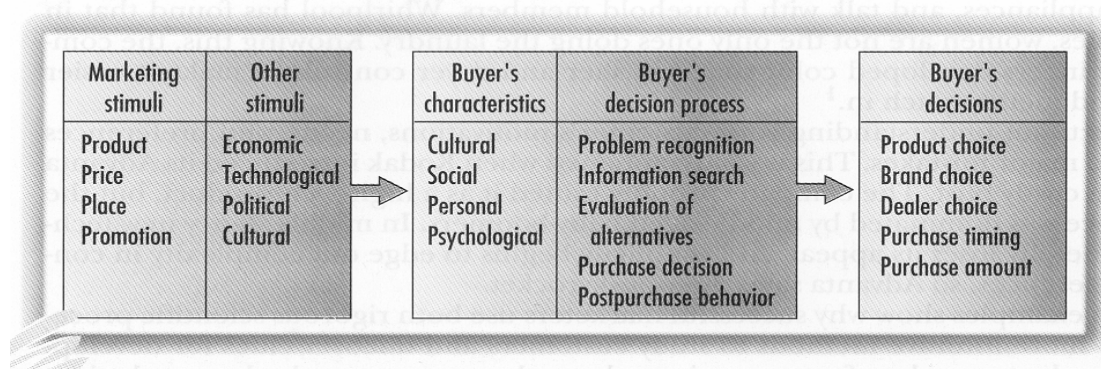 Marketing
stimuli
Product
Price
Place
Promotion
Other
stimuli
Economic
Technological
Political
Cultural
Buyer's
characteristics
Cultural
Social
Personal
Psychological
Buyer's
decision process
Problem recognition
Information search
Evaluation of
alternatives
Purchase decision
Postpurchase behavior
Buyer's
decisions
Product choice
Brand choice
Dealer choice
Purchase timing
Purchase amount